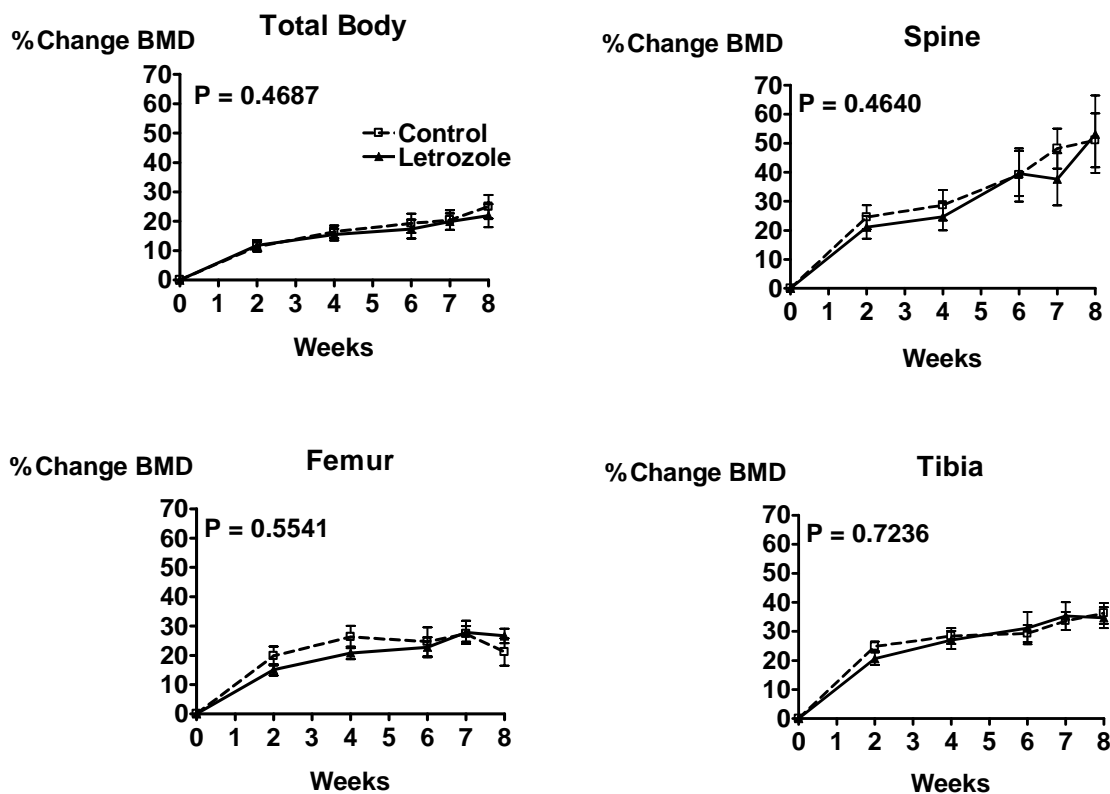 Total Body
%Change BMD
70
60
50
40
30
20
10
0
P = 0.4687
Control
Letrozole
0 1 2 3 4 5 6 7 8
Weeks
Spine
%Change BMD
70
60
50
40
30
20
10
0
P = 0.4640
0 1 2 3 4 5 6 7 8
Weeks
Femur
%Change BMD
70
60
50
40
30
20
10
0
P = 0.5541
0 1 2 3 4 5 6 7 8
Weeks
Tibia
%Change BMD
70
60
50
40
30
20
10
0
P = 0.7236
0 1 2 3 4 5 6 7 8
Weeks